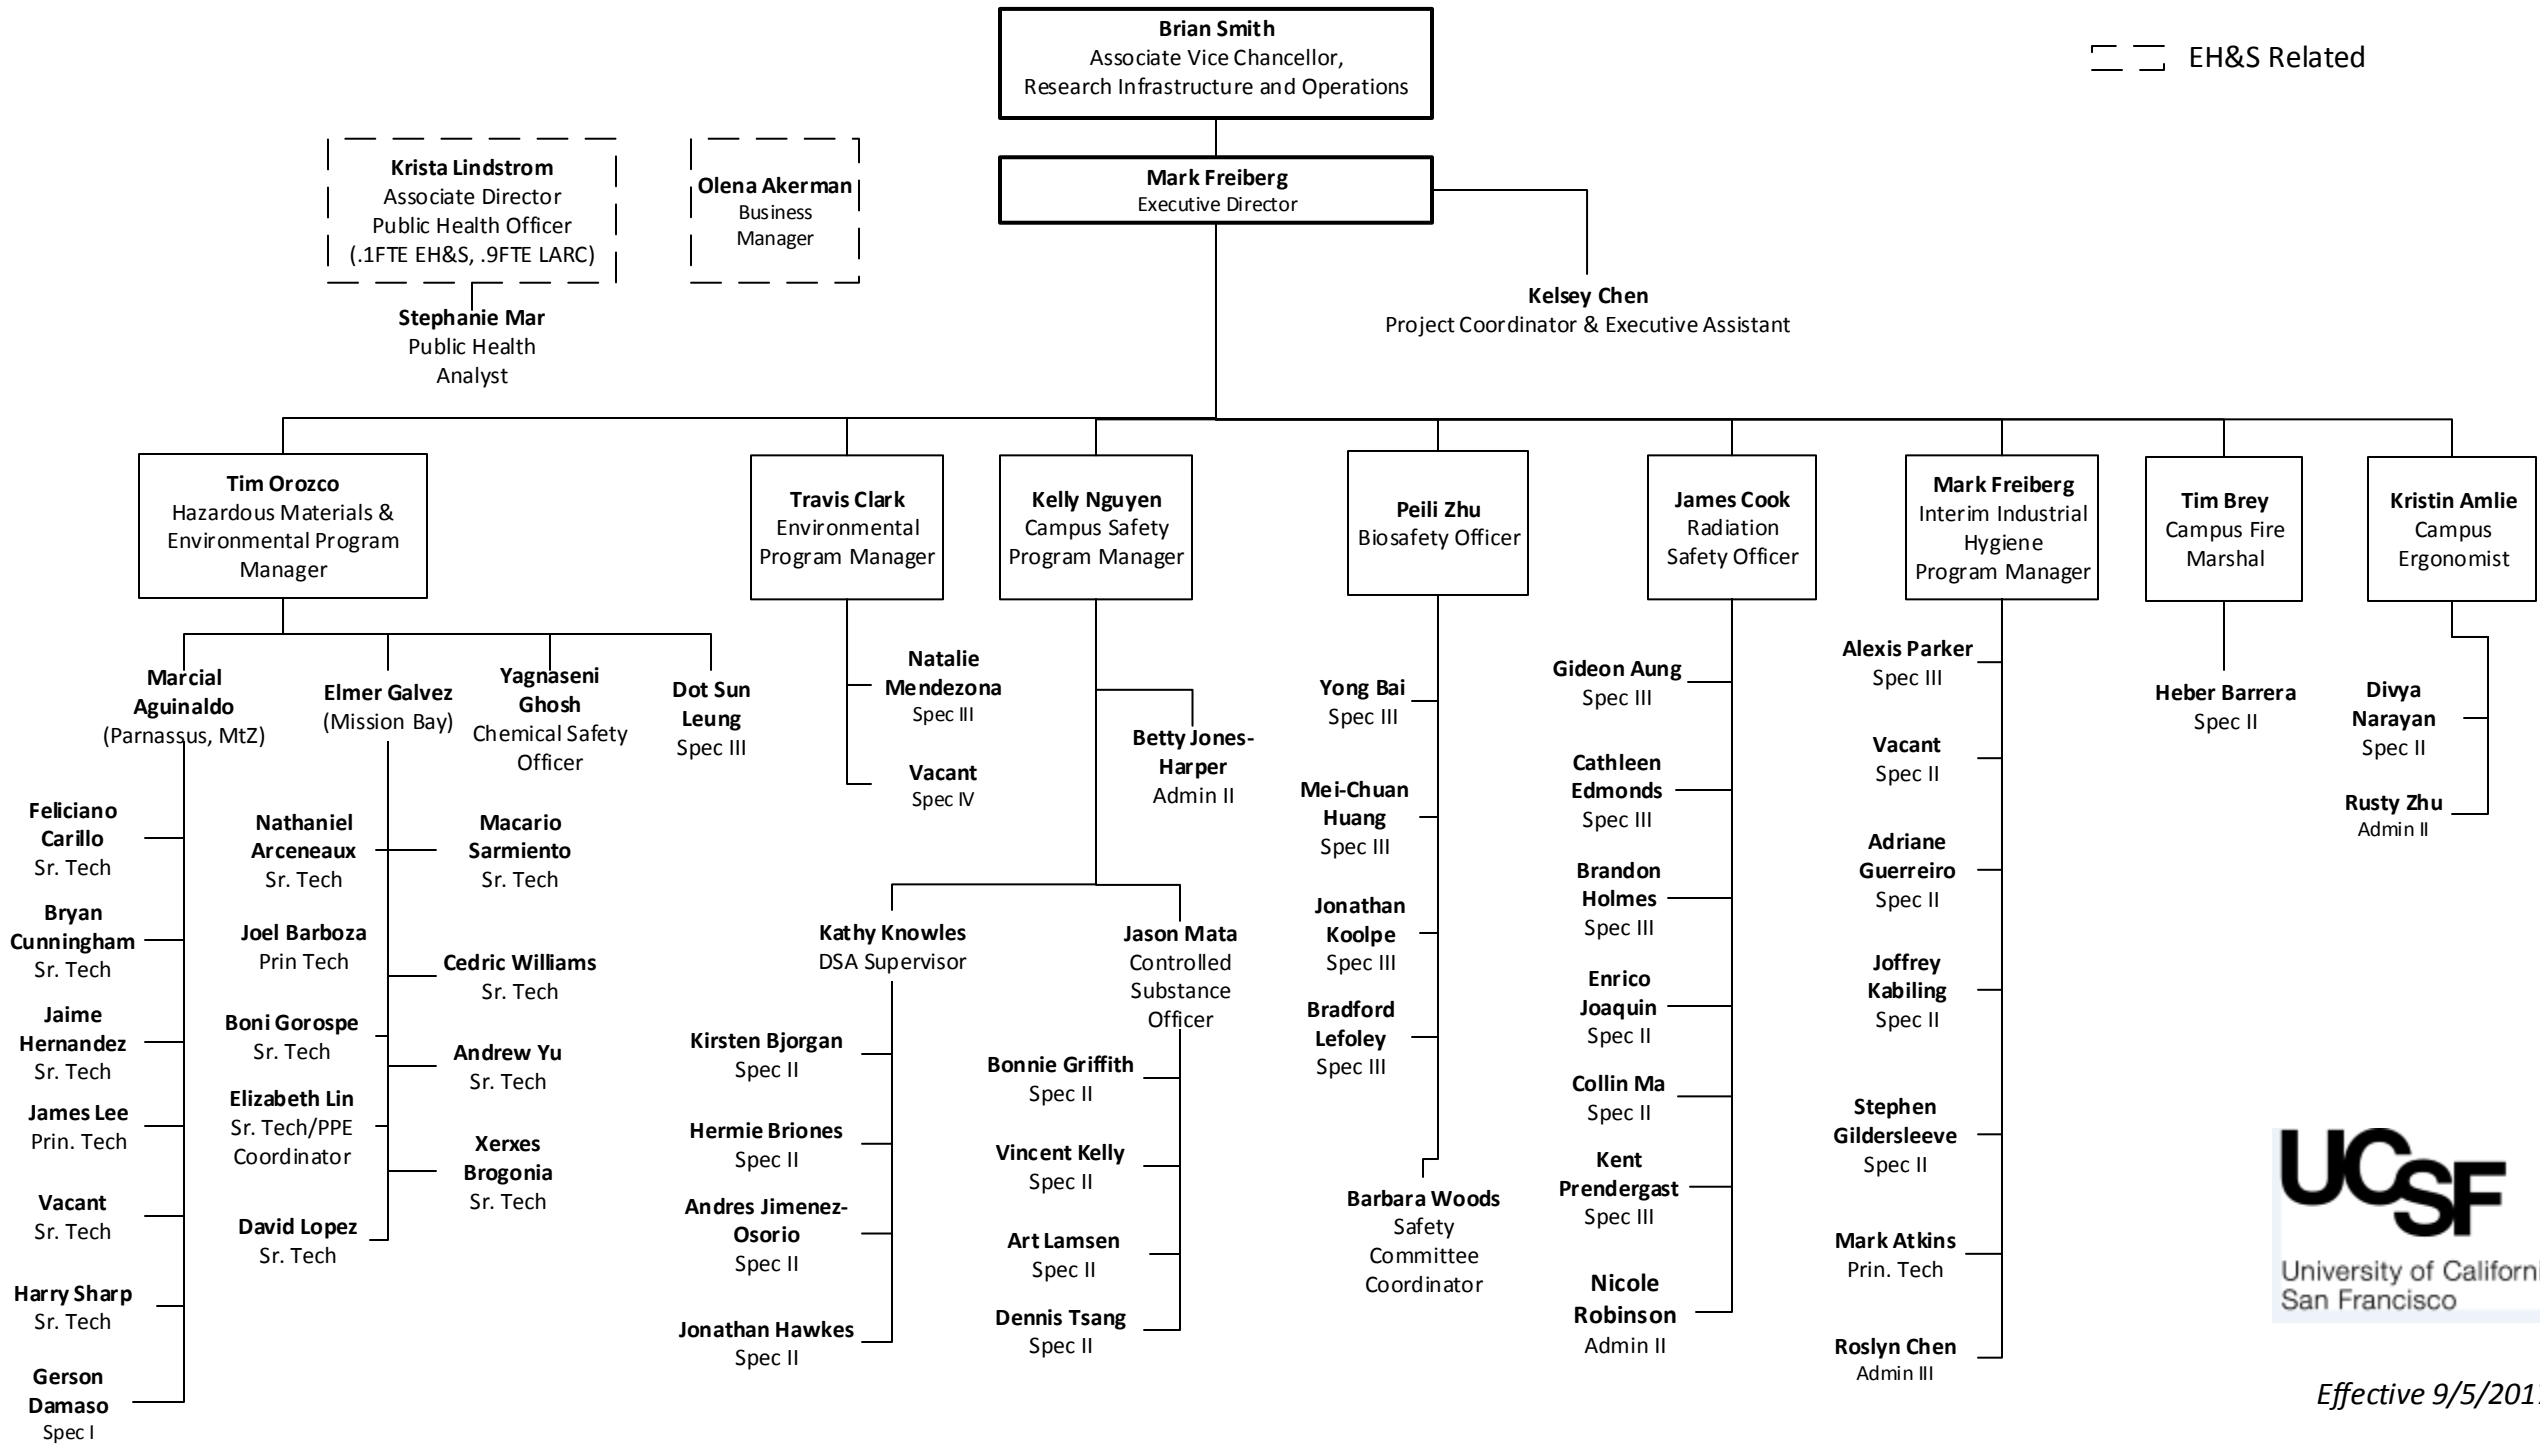 Brian Smith
Associate Vice Chancellor,
Research Infrastructure and Operations
EH&S Related
Krista Lindstrom
Associate Director
Public Health Officer
(.1FTE EH&S, .9FTE LARC)
Olena Akerman
Business
Manager
Mark Freiberg
Executive Director
Stephanie Mar
Public Health
Analyst
Kelsey Chen
Project Coordinator & Executive Assistant
Tim Orozco
Hazardous Materials &
Environmental Program
Manager
Travis Clark
Environmental
Program Manager
Kelly Nguyen
Campus Safety
Program Manager
Peili Zhu
Biosafety Officer
James Cook
Radiation
Safety Officer
Mark Freiberg
Interim Industrial
Hygiene
Program Manager
Tim Brey
Campus Fire
Marshal
Kristin Amlie
Campus
Ergonomist
Marcial
Aguinaldo
(Parnassus, MtZ)
Elmer Galvez
(Mission Bay)
Yagnaseni
Ghosh
Chemical Safety
Officer
Dot Sun
Leung
Spec III
Feliciano
Carillo
Sr. Tech
Bryan
Cunningham
Sr. Tech
Jaime
Hernandez
Sr. Tech
James Lee
Prin. Tech
Vacant
Sr. Tech
Harry Sharp
Sr. Tech
Gerson
Damaso
Spec I
Nathaniel
Arceneaux
Sr. Tech
Joel Barboza
Prin Tech
Boni Gorospe
Sr. Tech
Elizabeth Lin
Sr. Tech/PPE
Coordinator
David Lopez
Sr. Tech
Macario
Sarmiento
Sr. Tech
Cedric Williams
Sr. Tech
Andrew Yu
Sr. Tech
Xerxes
Brogonia
Sr. Tech
Natalie
Mendezona
Spec III
Vacant
Spec IV
Betty Jones-
Harper
Admin II
Kathy Knowles
DSA Supervisor
Kirsten Bjorgan
Spec II
Hermie Briones
Spec II
Andres Jimenez-
Osorio
Spec II
Jonathan Hawkes
Spec II
Jason Mata
Controlled
Substance
Officer
Bonnie Griffith
Spec II
Vincent Kelly
Spec II
Art Lamsen
Spec II
Dennis Tsang
Spec II
Yong Bai
Spec III
Mei-Chuan
Huang
Spec III
Jonathan
Koolpe
Spec III
Bradford
Lefoley
Spec III
Barbara Woods
Safety
Committee
Coordinator
Gideon Aung
Spec III
Cathleen
Edmonds
Spec III
Brandon
Holmes
Spec III
Enrico
Joaquin
Spec II
Collin Ma
Spec II
Kent
Prendergast
Spec III
Nicole
Robinson
Admin II
Alexis Parker
Spec III
Vacant
Spec II
Adriane
Guerreiro
Spec II
Joffrey
Kabiling
Spec II
Stephen
Gildersleeve
Spec II
Mark Atkins
Prin. Tech
Roslyn Chen
Admin III
Heber Barrera
Spec II
Divya
Narayan
Spec II
Rusty Zhu
Admin II
UCSF
University of Californi
San Francisco
Effective 9/5/2017